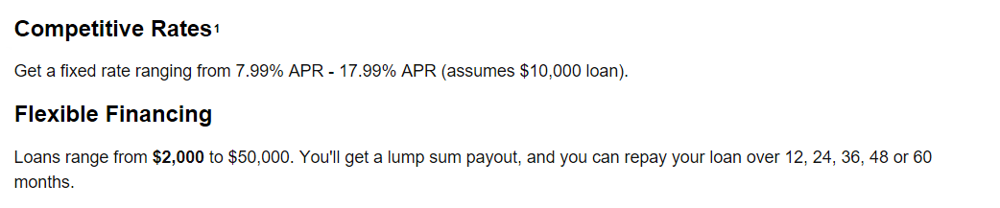 Competitive Rates¹
Get a fixed rate ranging from 7.99% APR - 17.99% APR (assumes $10,000 loan).
Flexible Financing
Loans range from $2,000 to $50,000. You'll get a lump sum payout, and you can repay your loan over 12, 24, 36, 48 or 60
months.